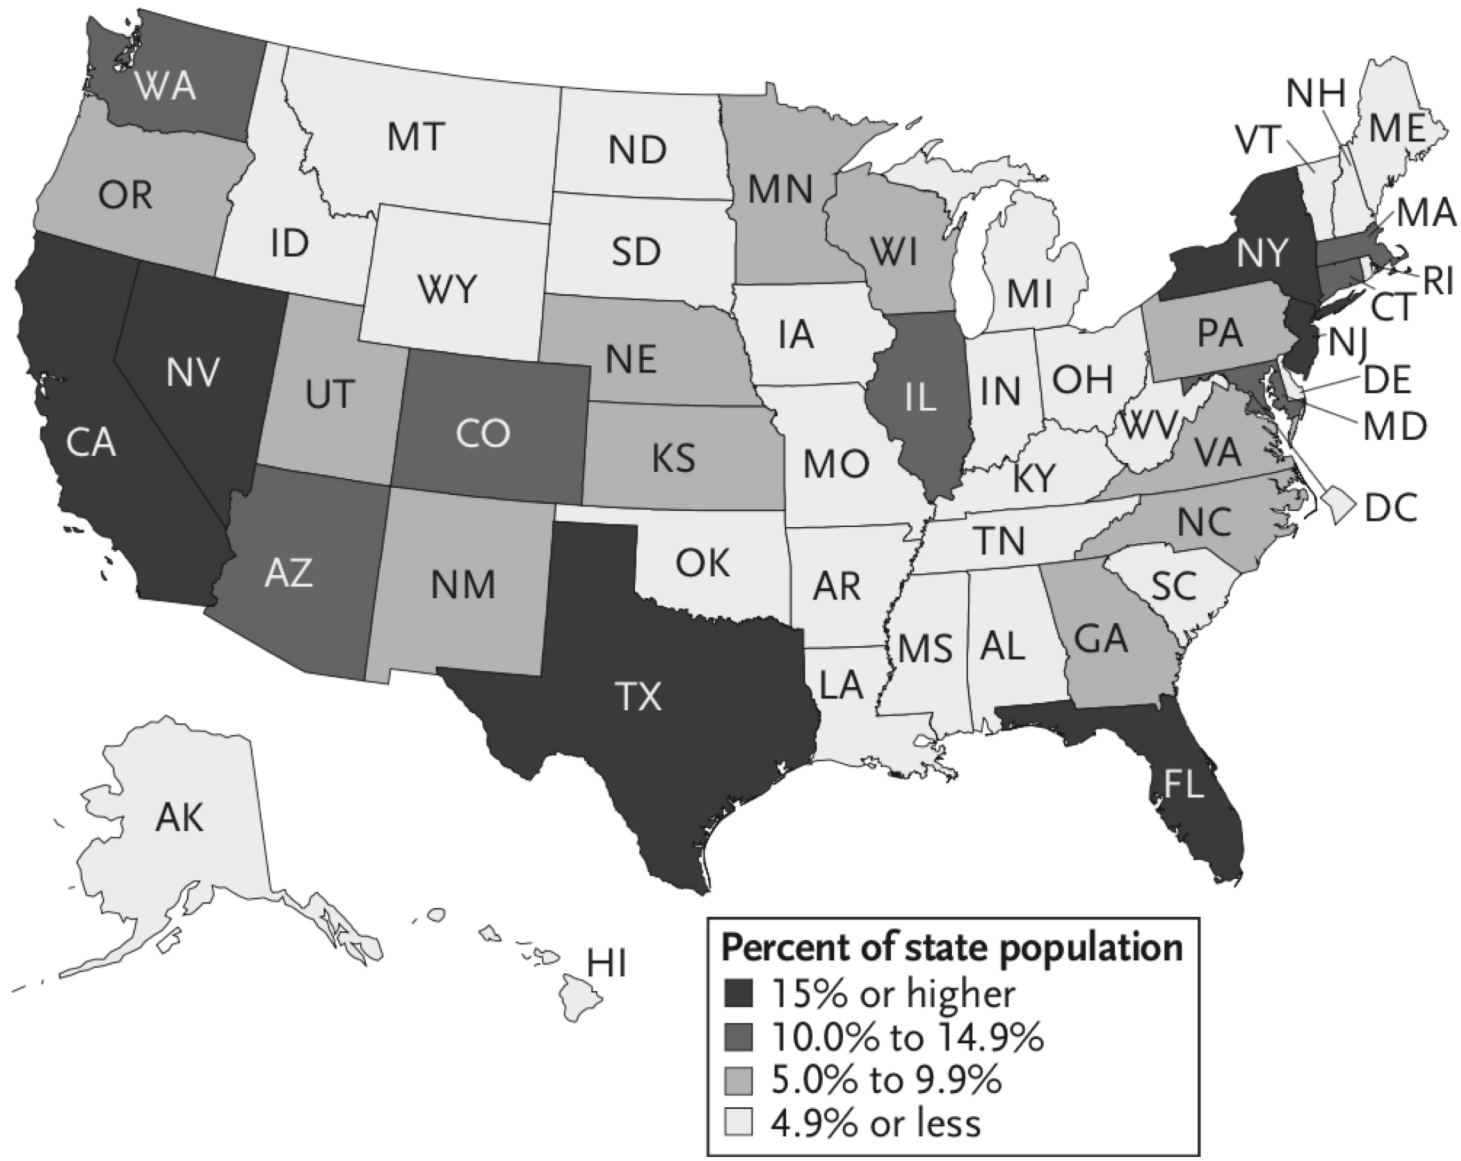 WA
MT
ND
MN
NH
VT
ME
OR
ID
WY
SD
WI
MI
NY
MA
RI
CT
NV
UT
CO
NE
IA
IL
IN
OH
PA
NJ
DE
MD
CA
KS
MO
KY
WV
VA
DC
AZ
NM
OK
AR
TN
NC
SC
TX
LA
MS
AL
GA
FL
AK
HI
Percent of state population
15% or higher
10.0% to 14.9%
5.0% to 9.9%
4.9% or less